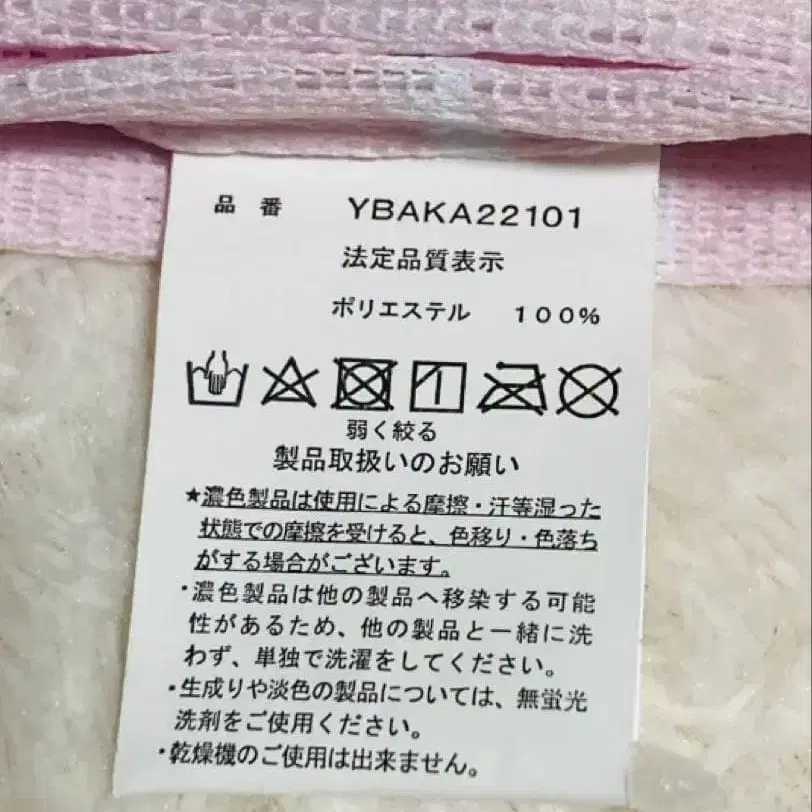 品番 YBAKA22101
法定品質表示
ポリエステル 100%
弱く絞る
製品取扱いのお願い
★濃色製品は使用による摩擦・汗等湿った
状態での摩擦を受けると、色移り・色落ち
がする場合がございます。
・濃色製品は他の製品へ移染する可能
性があるため、他の製品と一緒に洗
わず、単独で洗濯をしてください。
・生成りや淡色の製品については、無蛍光
洗剤をご使用ください。
・乾燥機のご使用は出来ません。